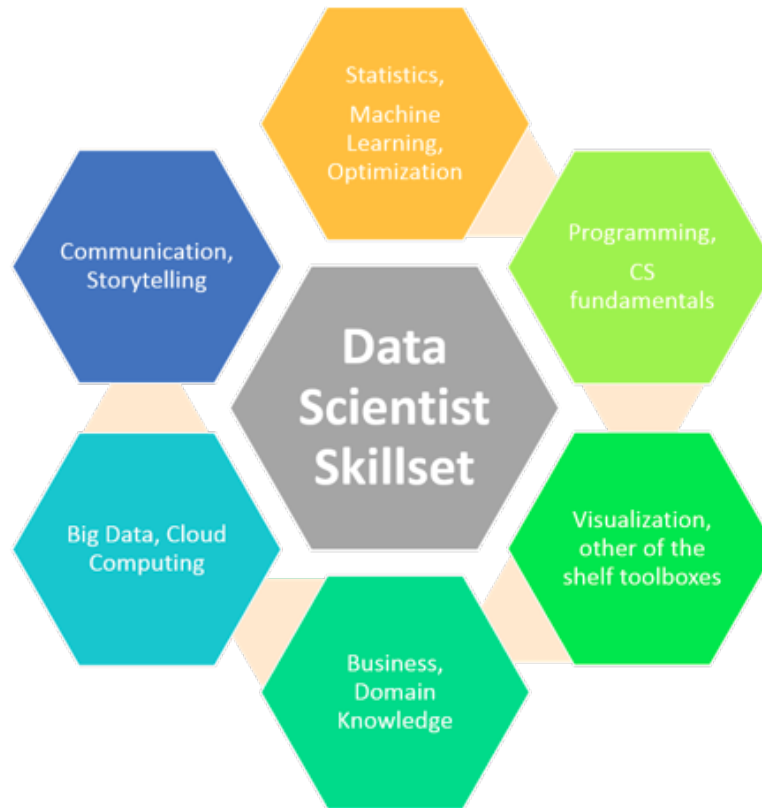 Statistics,
Machine
Learning,
Optimization
Programming,
CS
fundamentals
Visualization,
other of the
shelf toolboxes
Business,
Domain
Knowledge
Big Data, Cloud
Computing
Communication,
Storytelling
Data
Scientist
Skillset